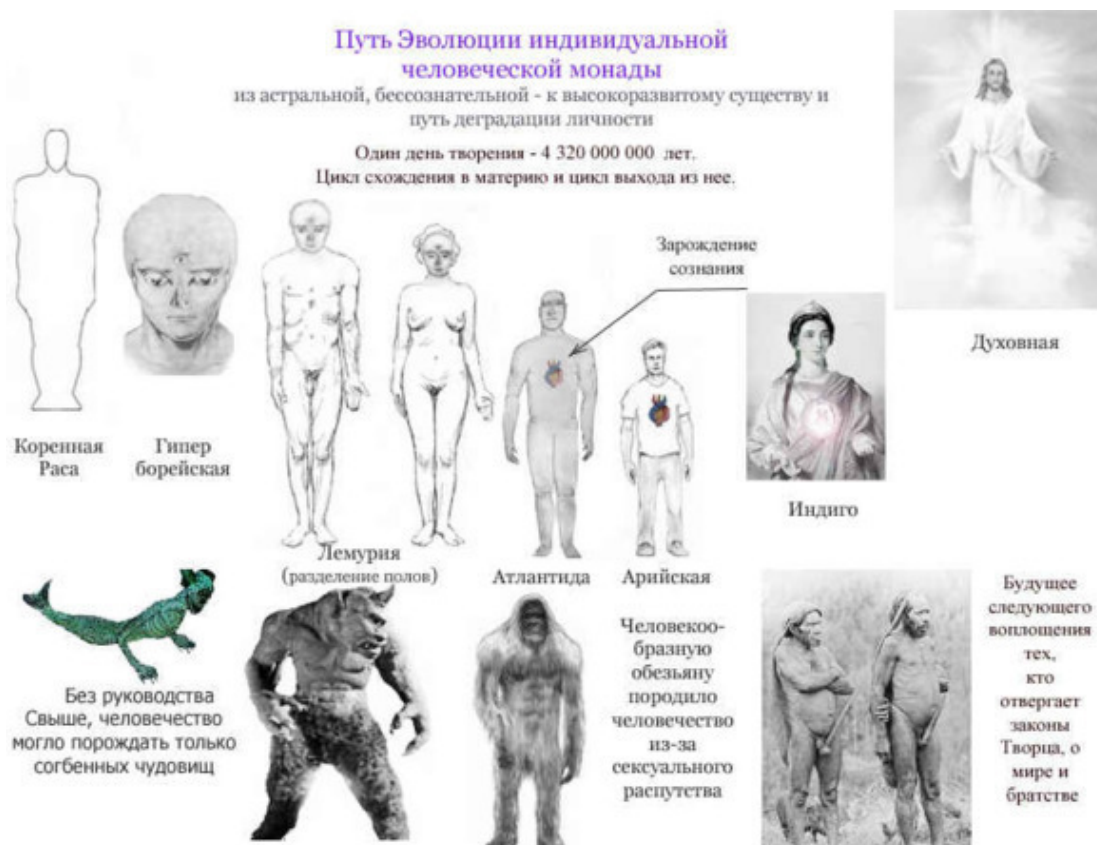 Путь Эволюции индивидуальной
человеческой монады
из астральной, бессознательной - к высокоразвитому существу и
путь деградации личности
Один день творения - 4 320 000 000 лет.
Цикл схождения в материю и цикл выхода из нее.
Зарождение
сознания
Духовная
Коренная
Раса
Гипер
борейская
Индиго
Лемурия
(разделение полов)
Атлантида
Арийская
Без руководства
Свыше, человечество
могло порождать только
согбенных чудовищ
Человекоо-
бразную
обезьяну
породило
человечество
из-за
сексуального
распутства
Будущее
следующего
воплощения
тех,
кто
отвергает
законы
Творца, о
мире и
братстве